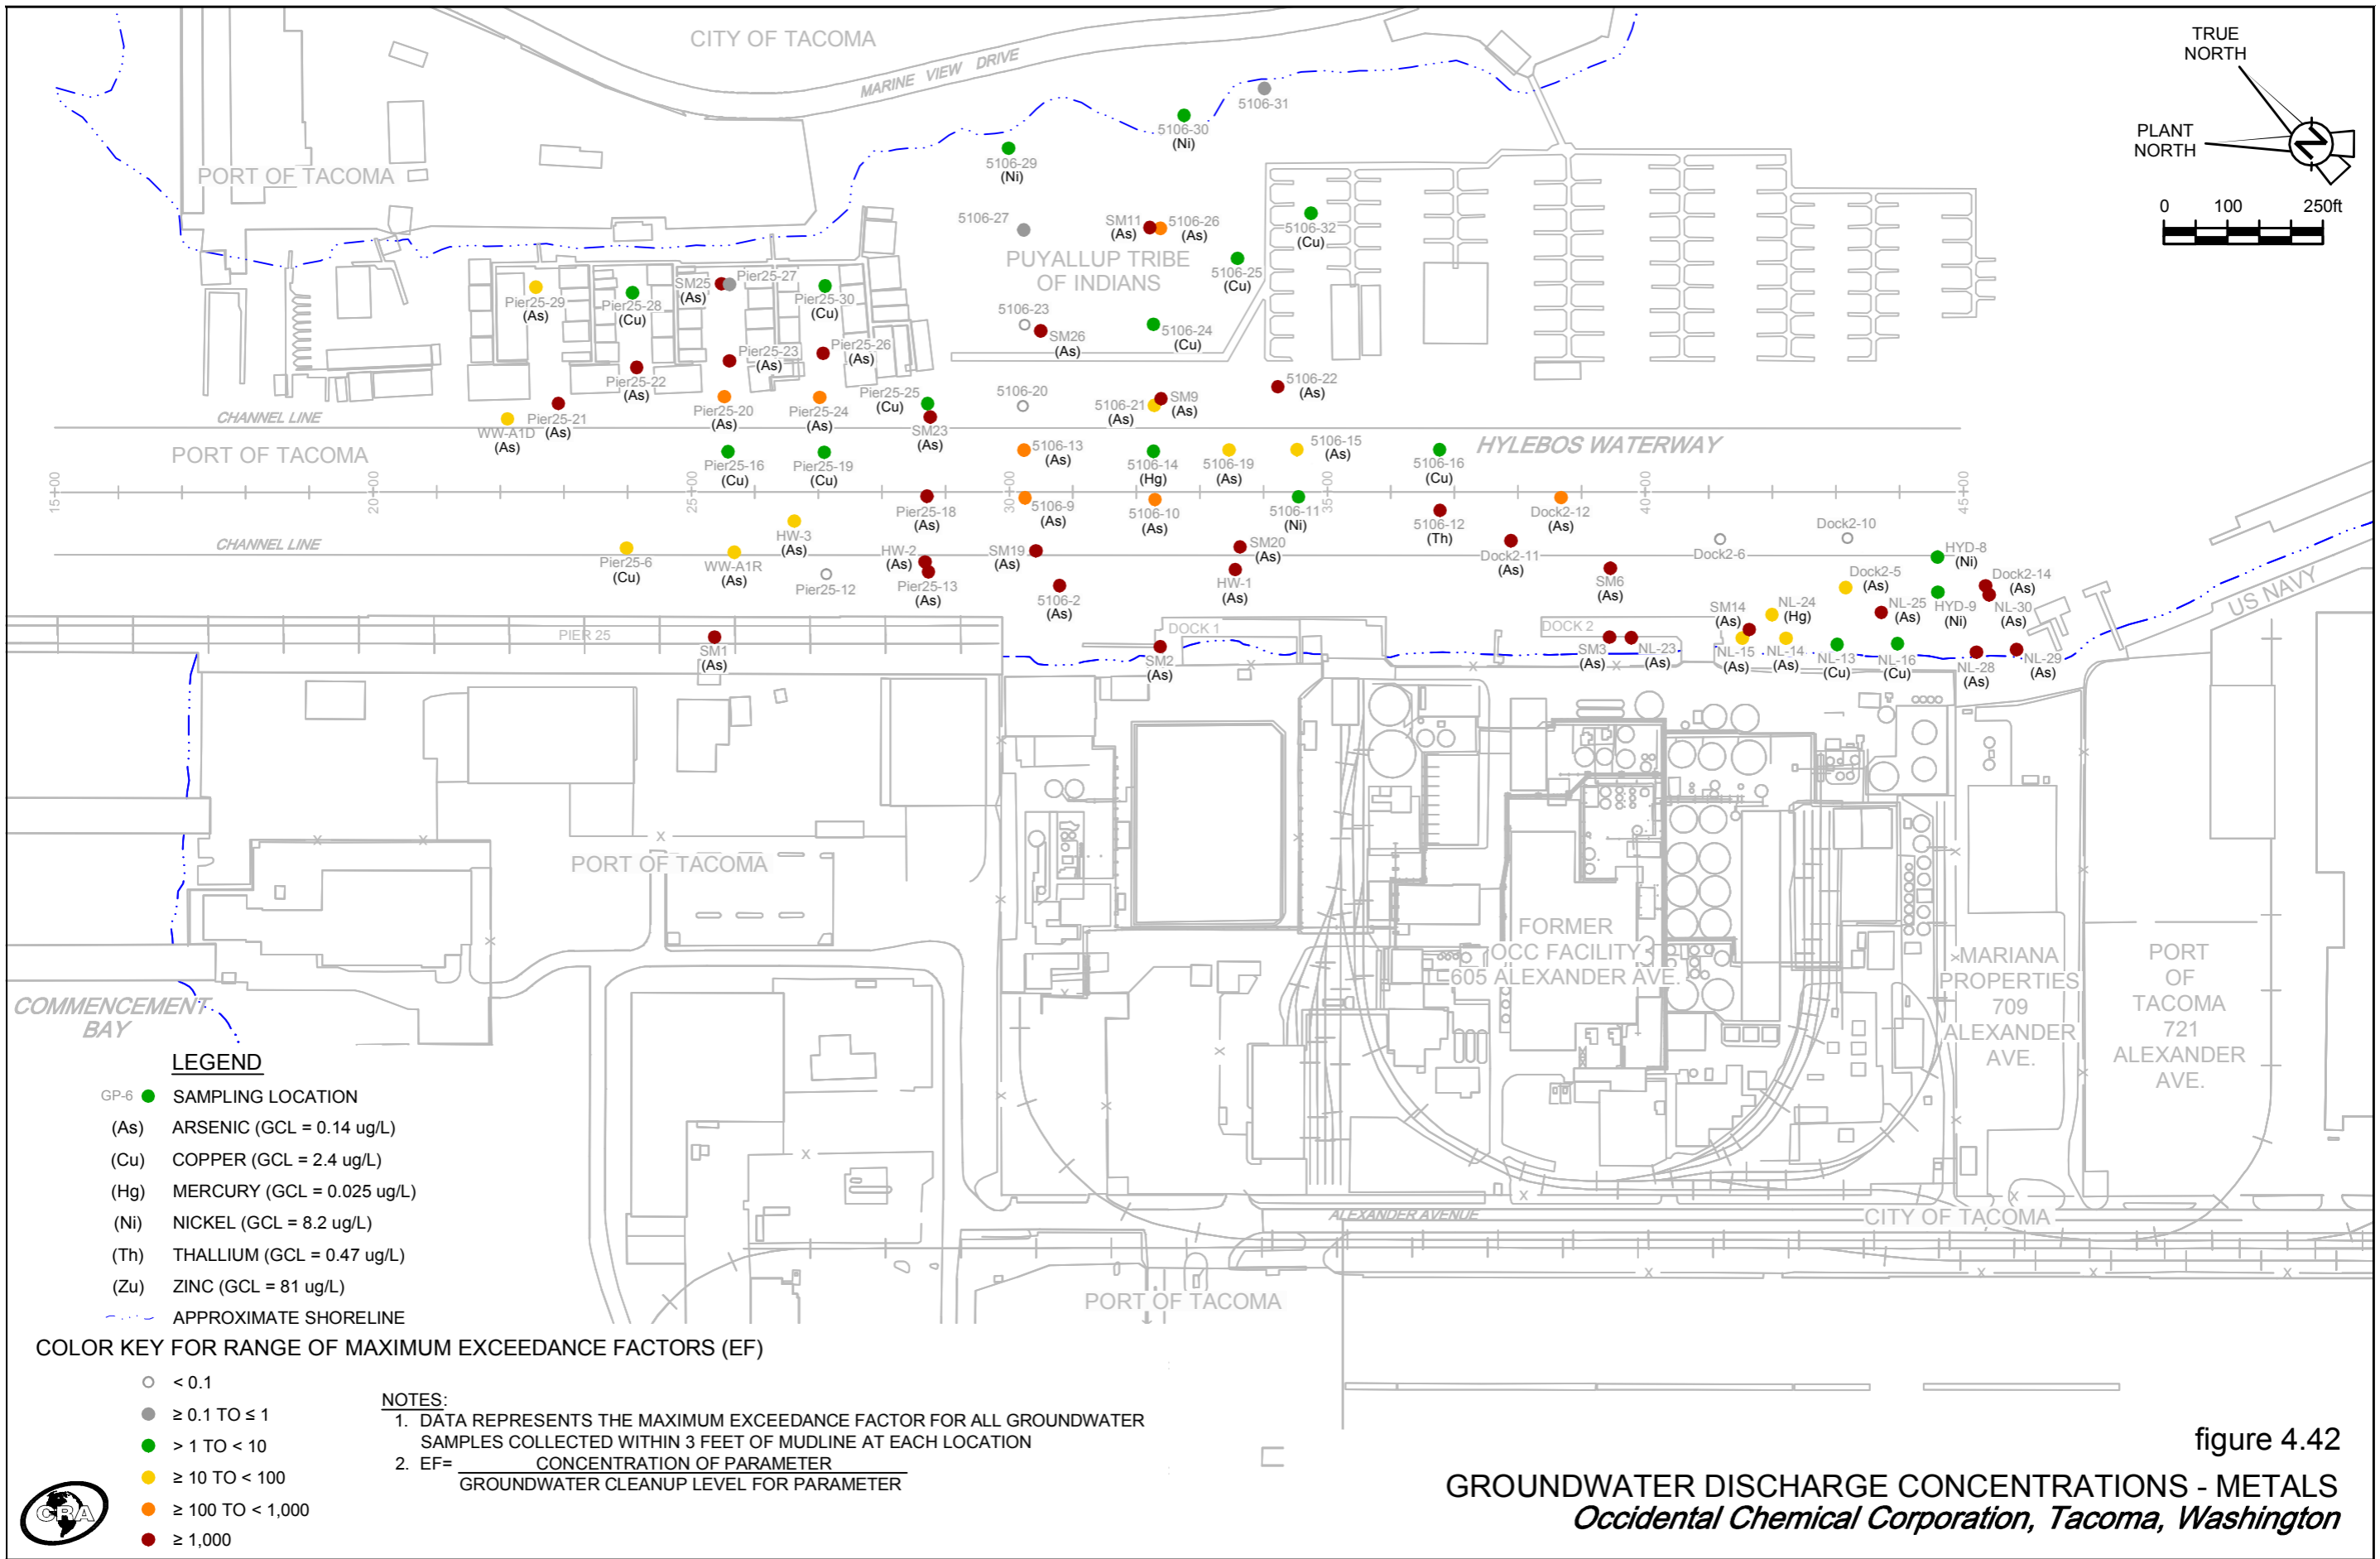 CITY OF TACOMA
MARINE VIEW DRIVE
TRUE
NORTH
PLANT
NORTH
N
0 100 250ft
PORT OF TACOMA
5106-31
5106-30
(Ni)
5106-29
(Ni)
5106-27
SM11
(As)
5106-26
(As)
5106-32
(Cu)
PUYALLUP TRIBE
OF INDIANS
5106-25
(Cu)
Pier25-29
(As)
Pier25-28
(Cu)
SM25
(As)
Pier25-27
Pier25-30
(Cu)
5106-23
SM26
(As)
5106-24
(Cu)
Pier25-22
(As)
Pier25-23
(As)
Pier25-26
(As)
5106-22
(As)
CHANNEL LINE
WW-A1D
(As)
Pier25-21
(As)
Pier25-20
(As)
Pier25-24
(As)
Pier25-25
(Cu)
SM23
(As)
5106-20
5106-21
(As)
SM9
(As)
PORT OF TACOMA
HYLEBOS WATERWAY
Pier25-16
(Cu)
Pier25-19
(Cu)
5106-13
(As)
5106-14
(Hg)
5106-19
(As)
5106-15
(As)
5106-16
(Cu)
15+00
20+00
25+00
30+00
35+00
40+00
45+00
Pier25-18
(As)
5106-9
(As)
5106-10
(As)
5106-11
(Ni)
5106-12
(Th)
Dock2-12
(As)
Dock2-10
HW-3
(As)
CHANNEL LINE
Pier25-6
(Cu)
WW-A1R
(As)
Pier25-12
HW-2
(As)
Pier25-13
(As)
SM19
(As)
5106-2
(As)
SM20
(As)
HW-1
(As)
Dock2-11
(As)
SM6
(As)
Dock2-6
HYD-8
(Ni)
Dock2-5
(As)
Dock2-14
(As)
NL-24
(Hg)
SM14
(As)
NL-25
(As)
HYD-9
(Ni)
NL-30
(As)
US NAVY
PIER 25
SM1
(As)
DOCK 1
SM2
(As)
DOCK 2
SM3
(As)
NL-23
(As)
NL-15
(As)
NL-14
(As)
NL-13
(Cu)
NL-16
(Cu)
NL-28
(As)
NL-29
(As)
PORT OF TACOMA
FORMER
OCC FACILITY
605 ALEXANDER AVE.
MARIANA
PROPERTIES
709
ALEXANDER
AVE.
PORT
OF
TACOMA
721
ALEXANDER
AVE.
COMMENCEMENT
BAY
ALEXANDER AVENUE
CITY OF TACOMA
PORT OF TACOMA
LEGEND
GP-6 SAMPLING LOCATION
(As) ARSENIC (GCL = 0.14 ug/L)
(Cu) COPPER (GCL = 2.4 ug/L)
(Hg) MERCURY (GCL = 0.025 ug/L)
(Ni) NICKEL (GCL = 8.2 ug/L)
(Th) THALLIUM (GCL = 0.47 ug/L)
(Zu) ZINC (GCL = 81 ug/L)
APPROXIMATE SHORELINE
COLOR KEY FOR RANGE OF MAXIMUM EXCEEDANCE FACTORS (EF)
< 0.1
≥ 0.1 TO ≤ 1
> 1 TO < 10
≥ 10 TO < 100
≥ 100 TO < 1,000
≥ 1,000
CRA
NOTES:
1. DATA REPRESENTS THE MAXIMUM EXCEEDANCE FACTOR FOR ALL GROUNDWATER
SAMPLES COLLECTED WITHIN 3 FEET OF MUDLINE AT EACH LOCATION
2. EF= CONCENTRATION OF PARAMETER
GROUNDWATER CLEANUP LEVEL FOR PARAMETER
figure 4.42
GROUNDWATER DISCHARGE CONCENTRATIONS - METALS
Occidental Chemical Corporation, Tacoma, Washington